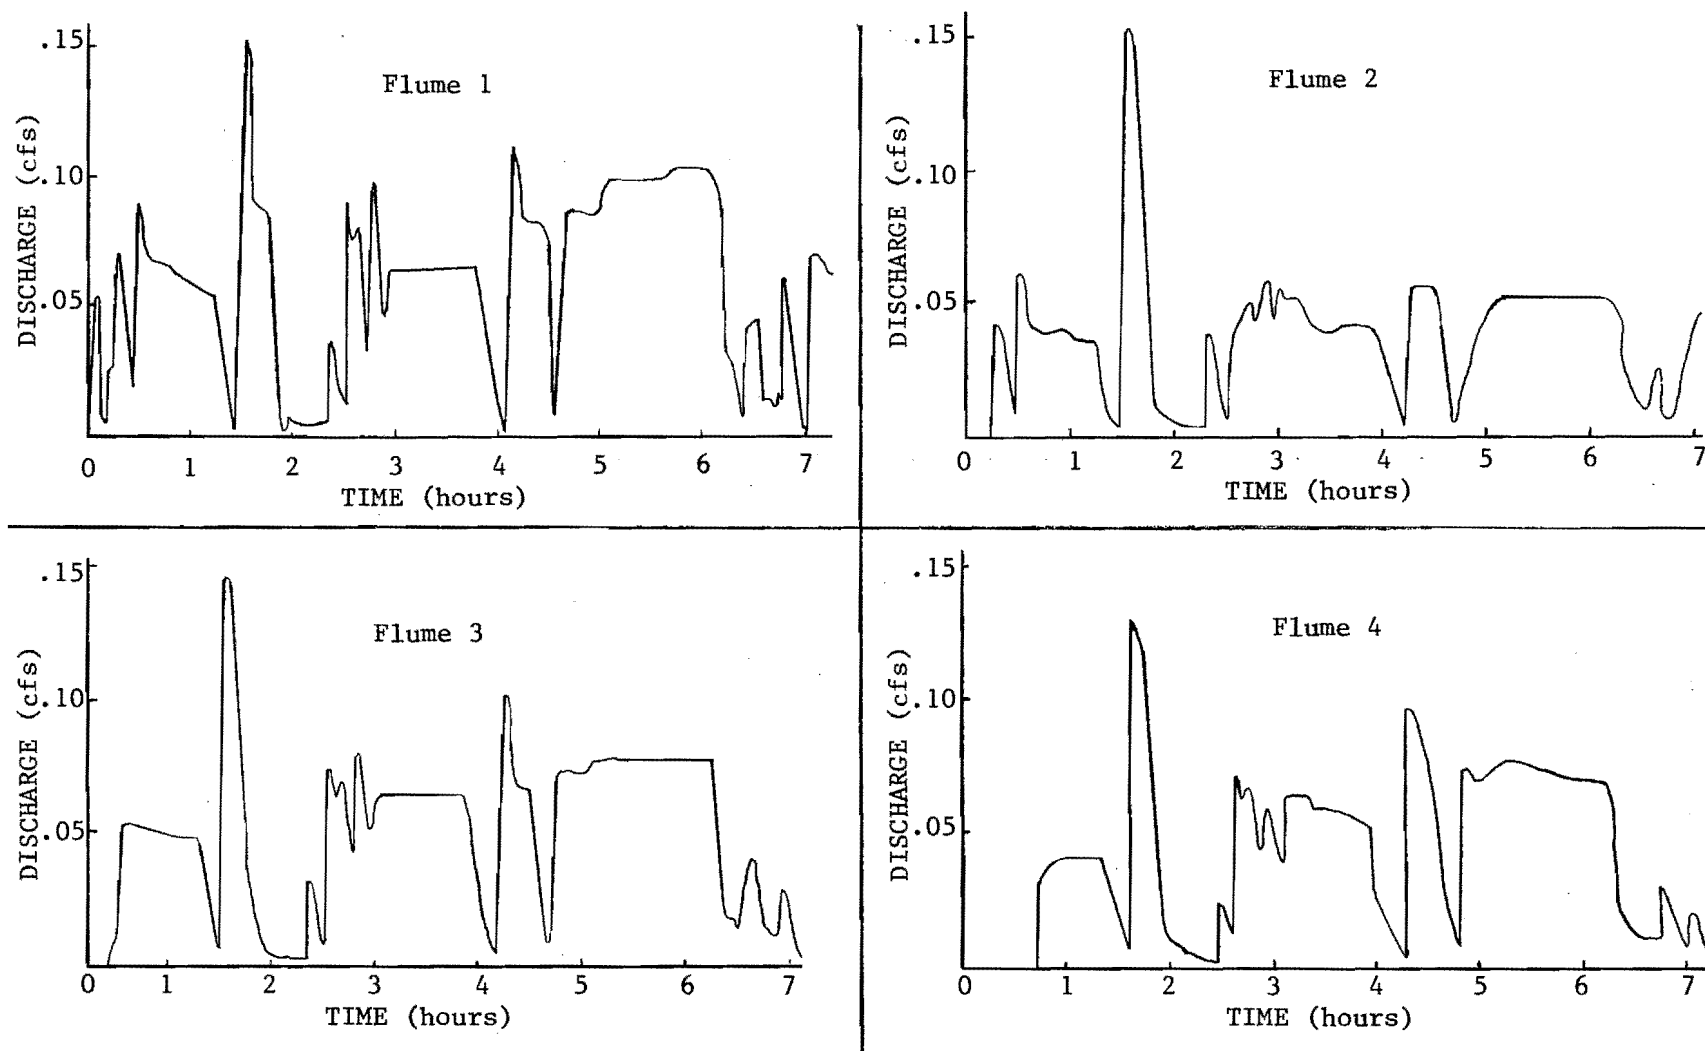 Flume 1
DISCHARGE (cfs)
.15
.10
.05
0 1 2 3 4 5 6 7
TIME (hours)
Flume 2
DISCHARGE (cfs)
.15
.10
.05
0 1 2 3 4 5 6 7
TIME (hours)
Flume 3
DISCHARGE (cfs)
.15
.10
.05
0 1 2 3 4 5 6 7
TIME (hours)
Flume 4
DISCHARGE (cfs)
.15
.10
.05
0 1 2 3 4 5 6 7
TIME (hours)